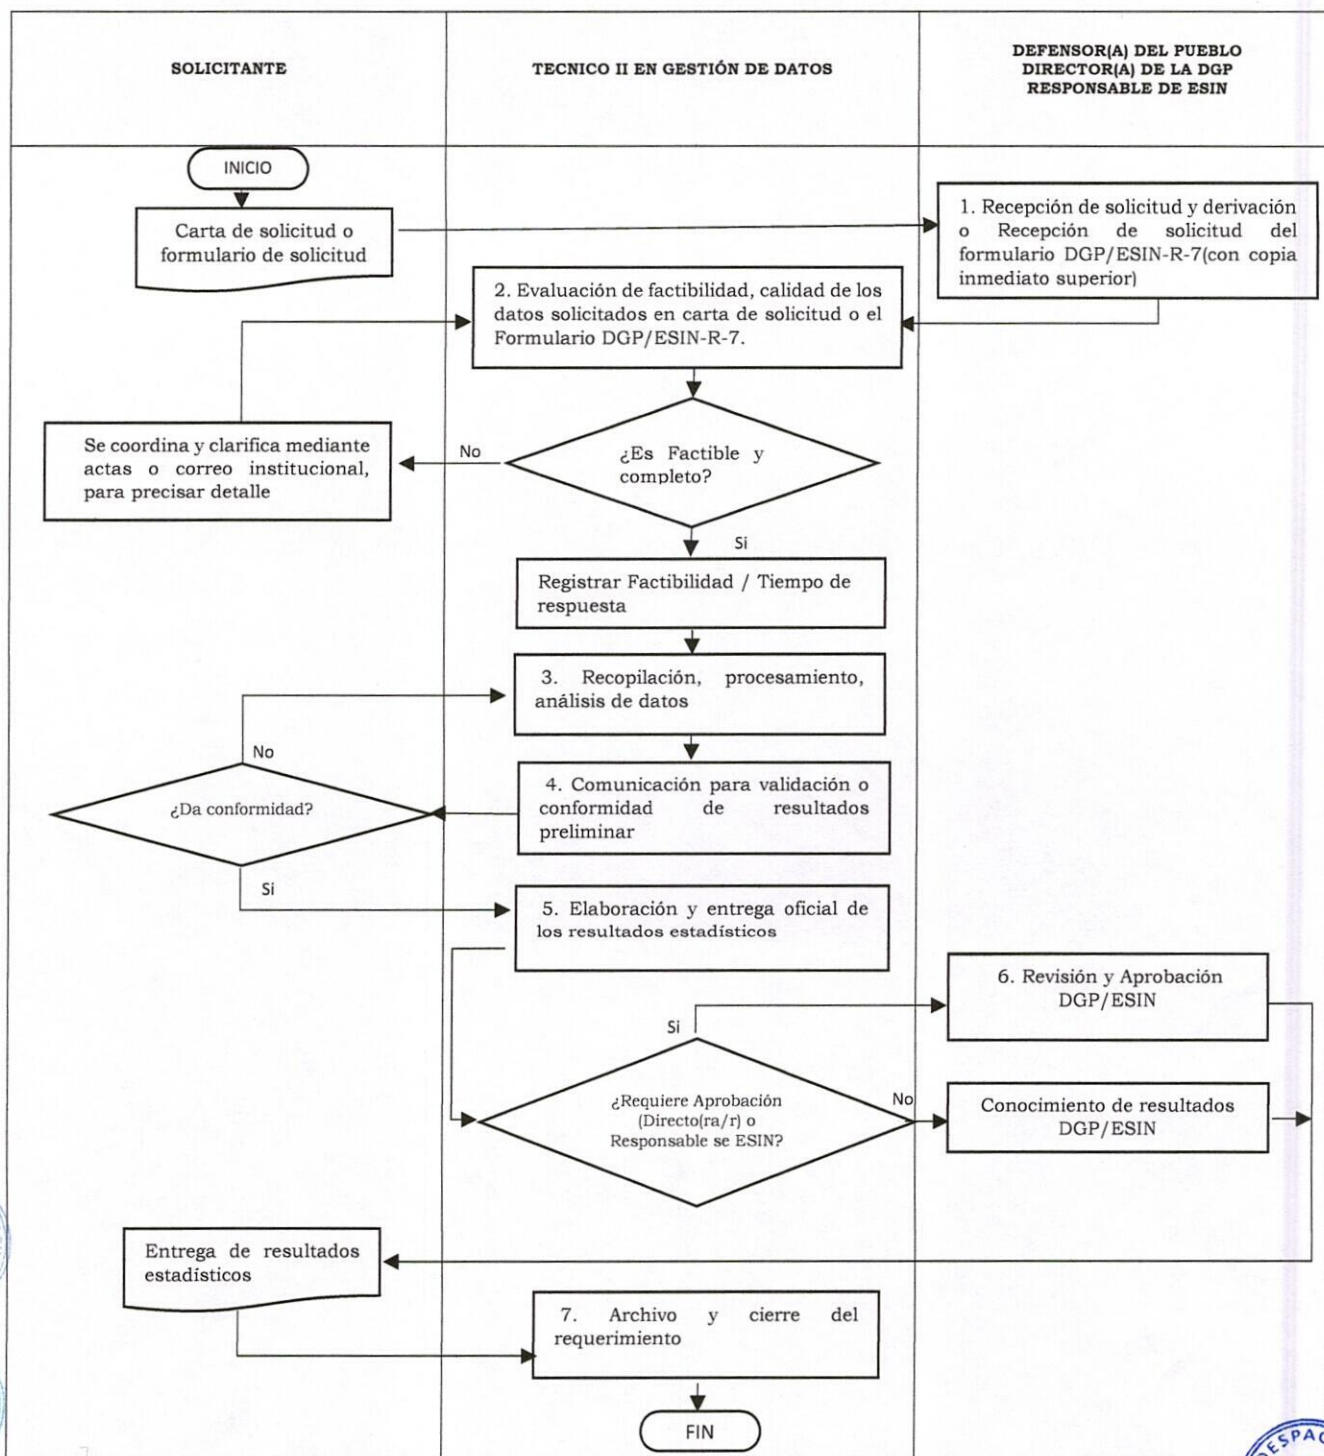 SOLICITANTE
TECNICO II EN GESTIÓN DE DATOS
DEFENSOR(A) DEL PUEBLO
DIRECTOR(A) DE LA DGP
RESPONSABLE DE ESIN
INICIO
Carta de solicitud o
formulario de solicitud
1. Recepción de solicitud y derivación
o Recepción de solicitud del
formulario DGP/ESIN-R-7(con copia
inmediato superior)
2. Evaluación de factibilidad, calidad de los
datos solicitados en carta de solicitud o el
Formulario DGP/ESIN-R-7.
¿Es Factible y
completo?
No
Se coordina y clarifica mediante
actas o correo institucional,
para precisar detalle
Si
Registrar Factibilidad / Tiempo de
respuesta
3. Recopilación, procesamiento,
análisis de datos
No
4. Comunicación para validación o
conformidad de resultados
preliminar
¿Da conformidad?
Si
5. Elaboración y entrega oficial de
los resultados estadísticos
6. Revisión y Aprobación
DGP/ESIN
Si
¿Requiere Aprobación
(Directo(ra/r) o
Responsable se ESIN?
No
Conocimiento de resultados
DGP/ESIN
Entrega de resultados
estadísticos
7. Archivo y cierre del
requerimiento
FIN